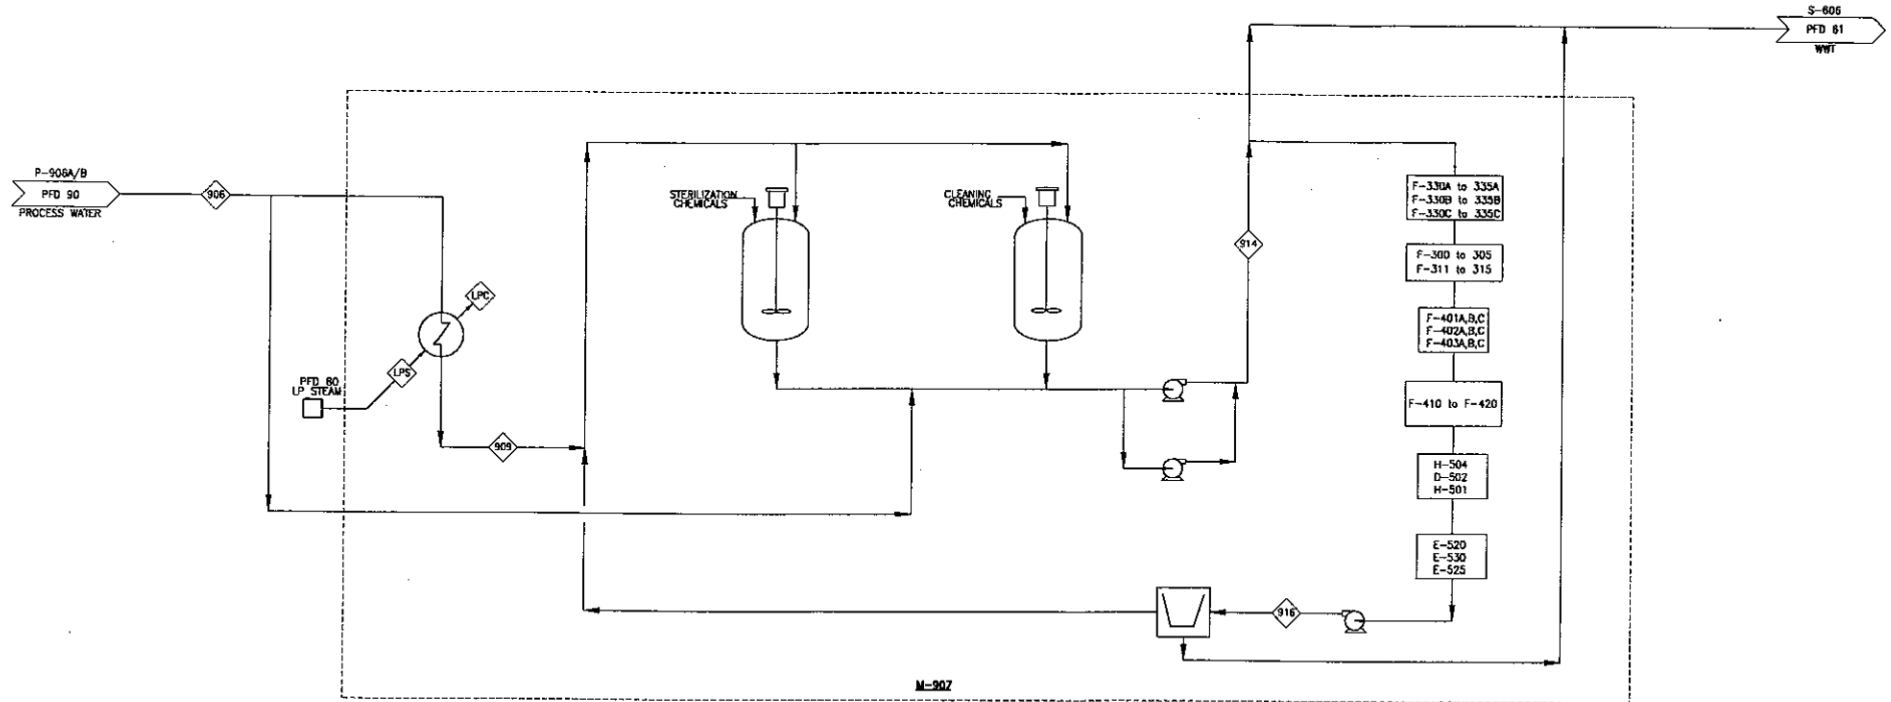 S-606
PFD 61
WWT
P-906A/B
PFD 90
PROCESS WATER
906
STERILIZATION
CHEMICALS
CLEANING
CHEMICALS
F-330A to 335A
F-330B to 335B
F-330C to 335C
914
F-300 to 305
F-311 to 315
LPC
F-401A,B,C
F-402A,B,C
F-403A,B,C
LPS
PFD 80
LP STEAM
F-410 to F-420
909
H-504
D-502
H-501
E-520
E-530
E-525
916
M-907